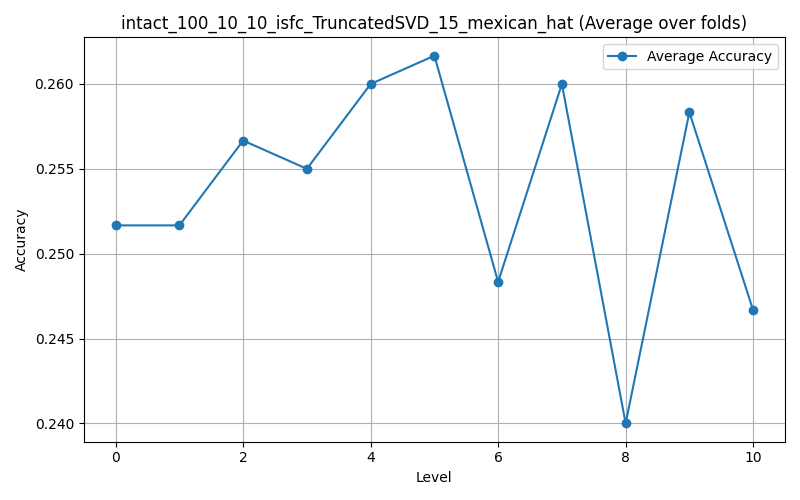 intact_100_10_10_isfc_TruncatedSVD_15_mexican_hat (Average over folds)
Average Accuracy
0.260
0.255
0.250
0.245
0.240
Accuracy
0 2 4 6 8 10
Level